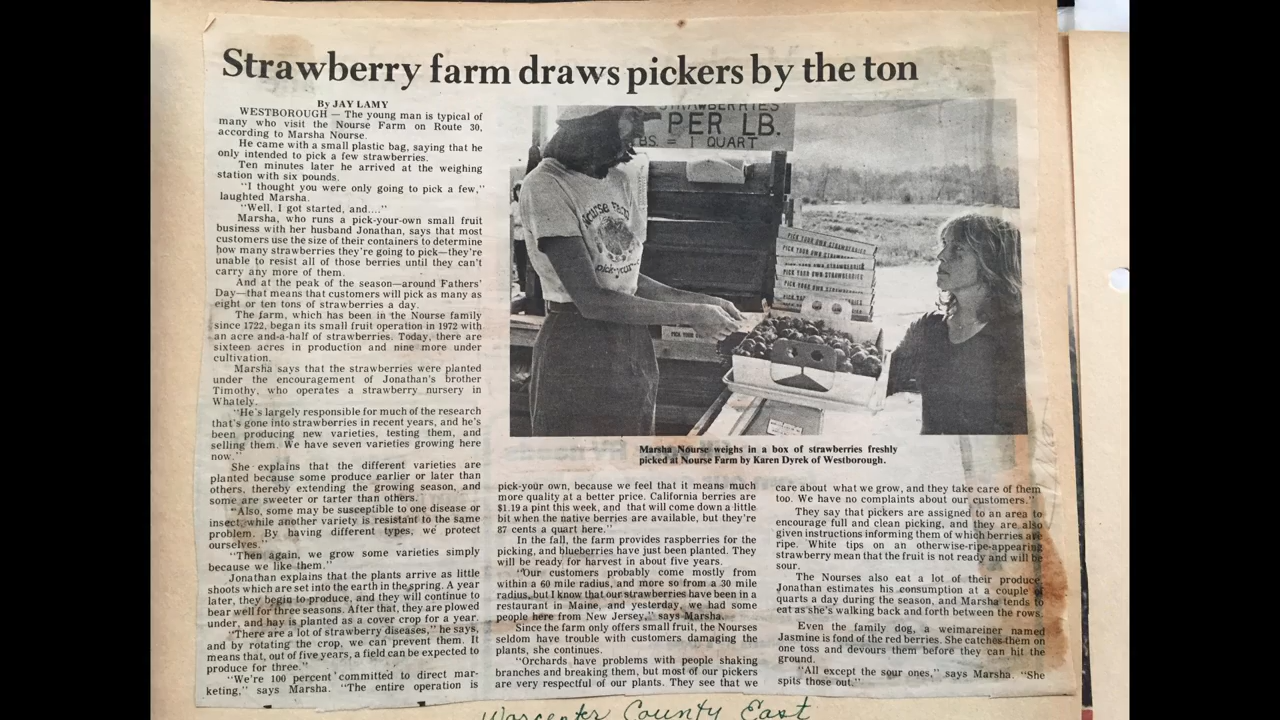 Strawberry farm draws pickers by the ton
By JAY LAMY
WESTBOROUGH — The young man is typical of
many who visit the Nourse Farm on Route 30,
according to Marsha Nourse.
He came with a small plastic bag, saying that he
only intended to pick a few strawberries.
Ten minutes later he arrived at the weighing
station with six pounds.
"I thought you were only going to pick a few,"
laughted Marsha.
"Well, I got started, and...."
Marsha, who runs a pick-your-own small fruit
business with her husband Jonathan, says that most
customers use the size of their containers to determine
how many strawberries they're going to pick—they're
unable to resist all of those berries until they can't
carry any more of them.
And at the peak of the season—around Fathers'
Day—that means that customers will pick as many as
eight or ten tons of strawberries a day.
The farm, which has been in the Nourse family
since 1722, began its small fruit operation in 1972 with
an acre and-a-half of strawberries. Today, there are
sixteen acres in production and nine more under
cultivation.
Marsha says that the strawberries were planted
under the encouragement of Jonathan's brother
Timothy, who operates a strawberry nursery in
Whately.
"He's largely responsible for much of the research
that's gone into strawberries in recent years, and he's
been producing new varieties, testing them, and
selling them. We have seven varieties growing here
now."
She explains that the different varieties are
planted because some produce earlier or later than
others, thereby extending the growing season, and
some are sweeter or tarter than others.
"Also, some may be susceptible to one disease or
insect, while another variety is resistant to the same
problem. By having different types, we protect
ourselves."
"Then again, we grow some varieties simply
because we like them."
Jonathan explains that the plants arrive as little
shoots which are set into the earth in the spring. A year
later, they begin to produce, and they will continue to
bear well for three seasons. After that, they are plowed
under, and hay is planted as a cover crop for a year.
"There are a lot of strawberry diseases," he says,
and by rotating the crop, we can prevent them. It
means that, out of five years, a field can be expected to
produce for three."
"We're 100 percent committed to direct mar-
keting," says Marsha. "The entire operation is
STRAWBERRIES
PER LB.
BS. = 1 QUART
Nourse Farm
pick-your-
PICK YOUR OWN STRAWBERRIES
PICK YOUR OWN STRAWBERRIES
PICK YOUR OWN STRAWBERRIES
PICK YOUR OWN STRAWBERRIES
PICK YOUR OWN STRAWBERRIES
PICK YOUR
Marsha Nourse weighs in a box of strawberries freshly
picked at Nourse Farm by Karen Dyrek of Westborough.
pick-your-own, because we feel that it means much
more quality at a better price. California berries are
$1.19 a pint this week, and that will come down a little
bit when the native berries are available, but they're
87 cents a quart here."
In the fall, the farm provides raspberries for the
picking, and blueberries have just been planted. They
will be ready for harvest in about five years.
"Our customers probably come mostly from
within a 60 mile radius, and more so from a 30 mile
radius, but I know that our strawberries have been in a
restaurant in Maine, and yesterday, we had some
people here from New Jersey," says Marsha.
Since the farm only offers small fruit, the Nourses
seldom have trouble with customers damaging the
plants, she continues.
"Orchards have problems with people shaking
branches and breaking them, but most of our pickers
are very respectful of our plants. They see that we
care about what we grow, and they take care of them
too. We have no complaints about our customers."
They say that pickers are assigned to an area to
encourage full and clean picking, and they are also
given instructions informing them of which berries are
ripe. White tips on an otherwise-ripe-appearing
strawberry mean that the fruit is not ready and will be
sour.
The Nourses also eat a lot of their produce.
Jonathan estimates his consumption at a couple of
quarts a day during the season, and Marsha tends to
eat as she's walking back and forth between the rows.
Even the family dog, a weimareiner named
Jasmine is fond of the red berries. She catches them on
one toss and devours them before they can hit the
ground.
"All except the sour ones," says Marsha. "She
spits those out."
Worcester County East